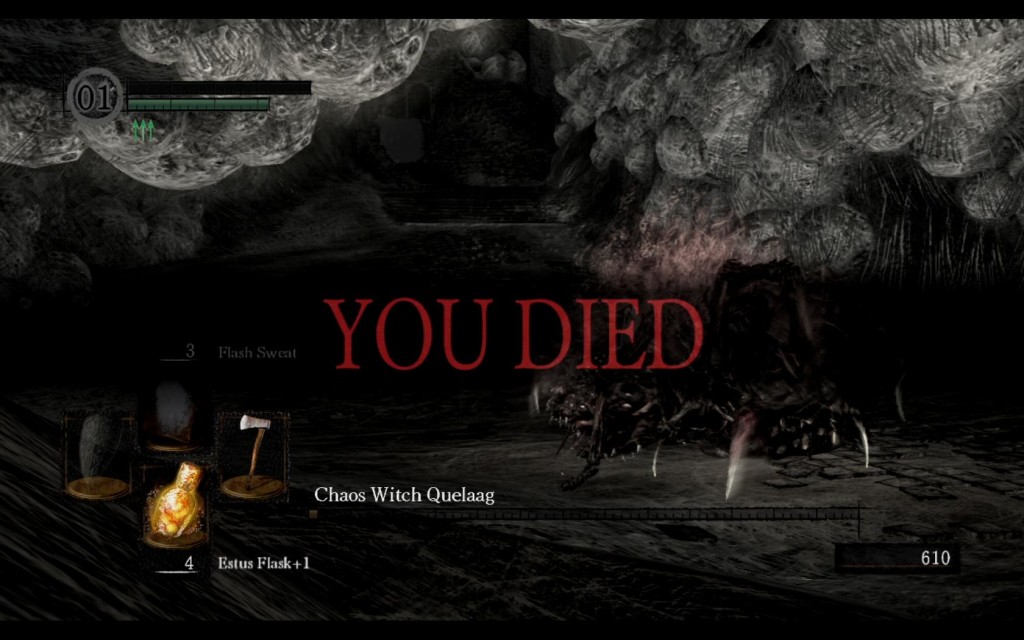 01
YOU DIED
3 Flash Sweat
Chaos Witch Quelaag
610
4 Estus Flask+1